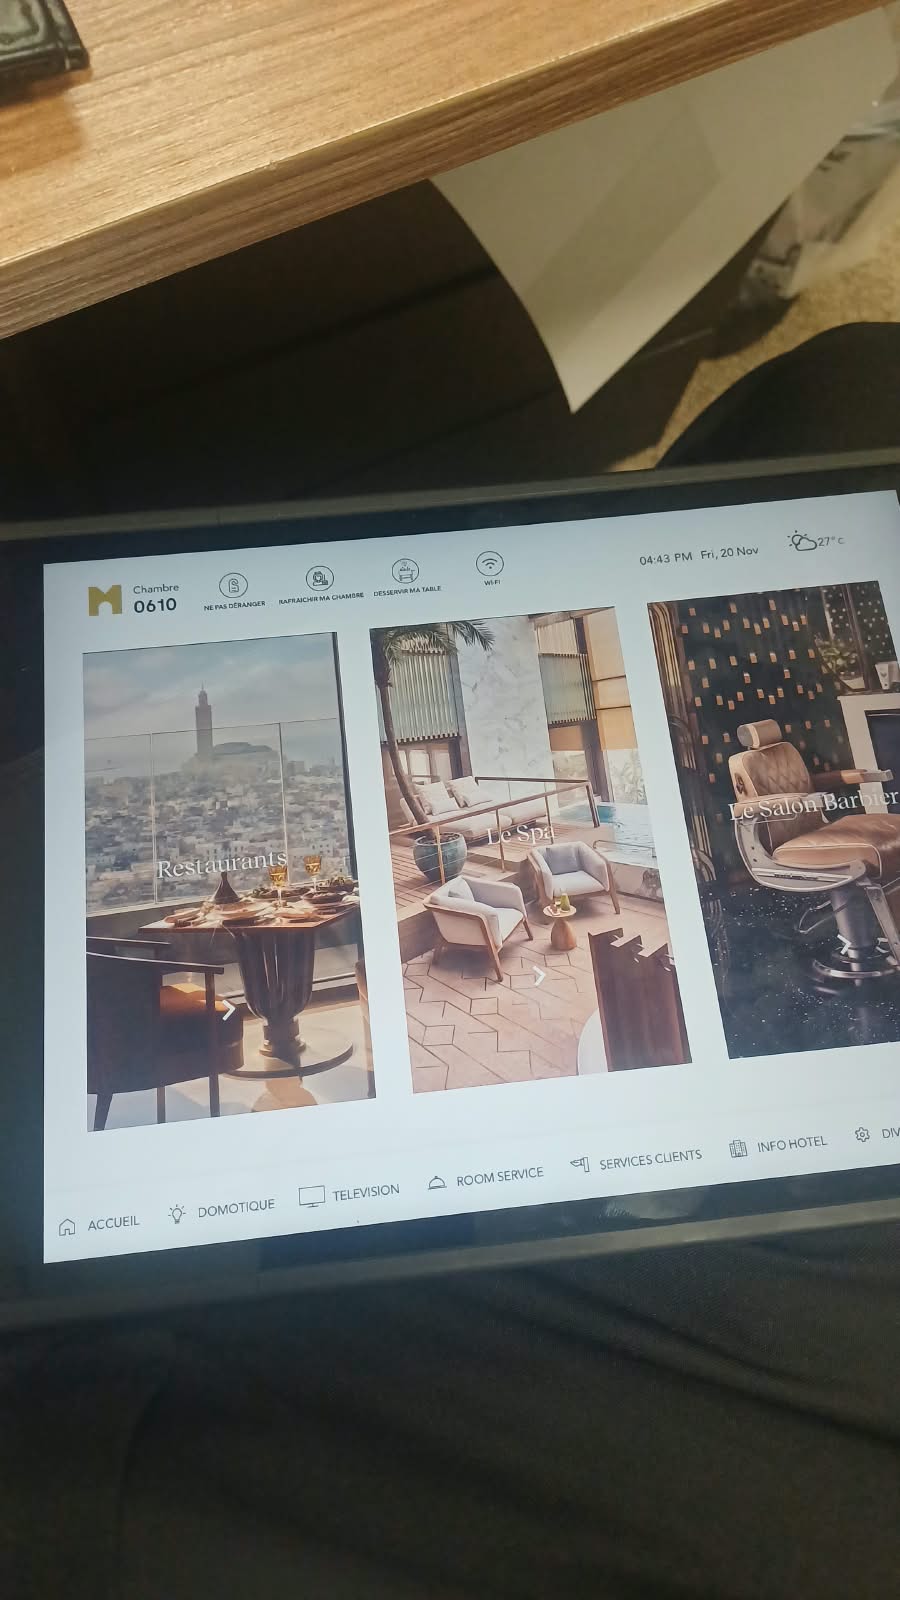 Chambre
0610
NE PAS DÉRANGER
RAFRAICHIR MA CHAMBRE
DESSERVIR MA TABLE
WI-FI
04:43 PM Fri, 20 Nov
27° C
Restaurants
Le Spa
Le Salon Barbier
ACCUEIL
DOMOTIQUE
TELEVISION
ROOM SERVICE
SERVICES CLIENTS
INFO HOTEL